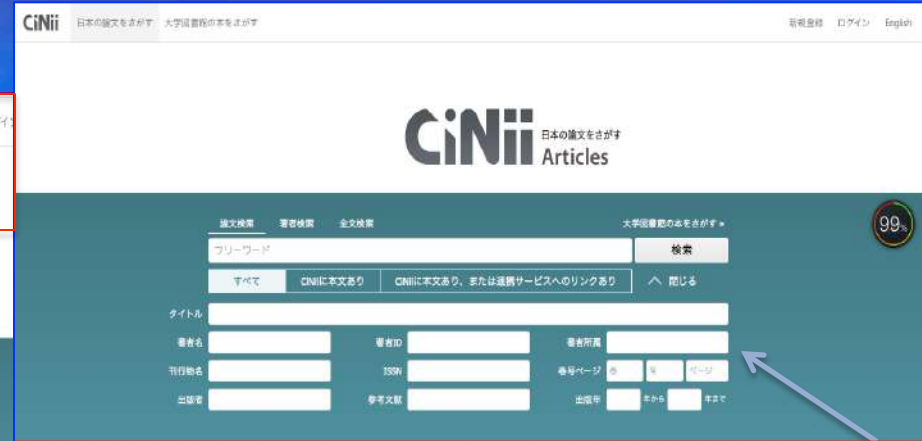 CiNii 日本の論文をさがす 大学図書館の本をさがす 新規登録 ログイン English
CiNii 日本の論文をさがす
Articles
論文検索 著者検索 全文検索 大学図書館の本をさがす »
フリーワード 検索
すべて CiNiiに本文あり CiNiiに本文あり、または連携サービスへのリンクあり へ 閉じる
タイトル
著者名 著者ID 著者所属
刊行物名 ISSN 巻号ページ 巻 号 ページ
出版者 参考文献 出版年 年から 年まで
99%